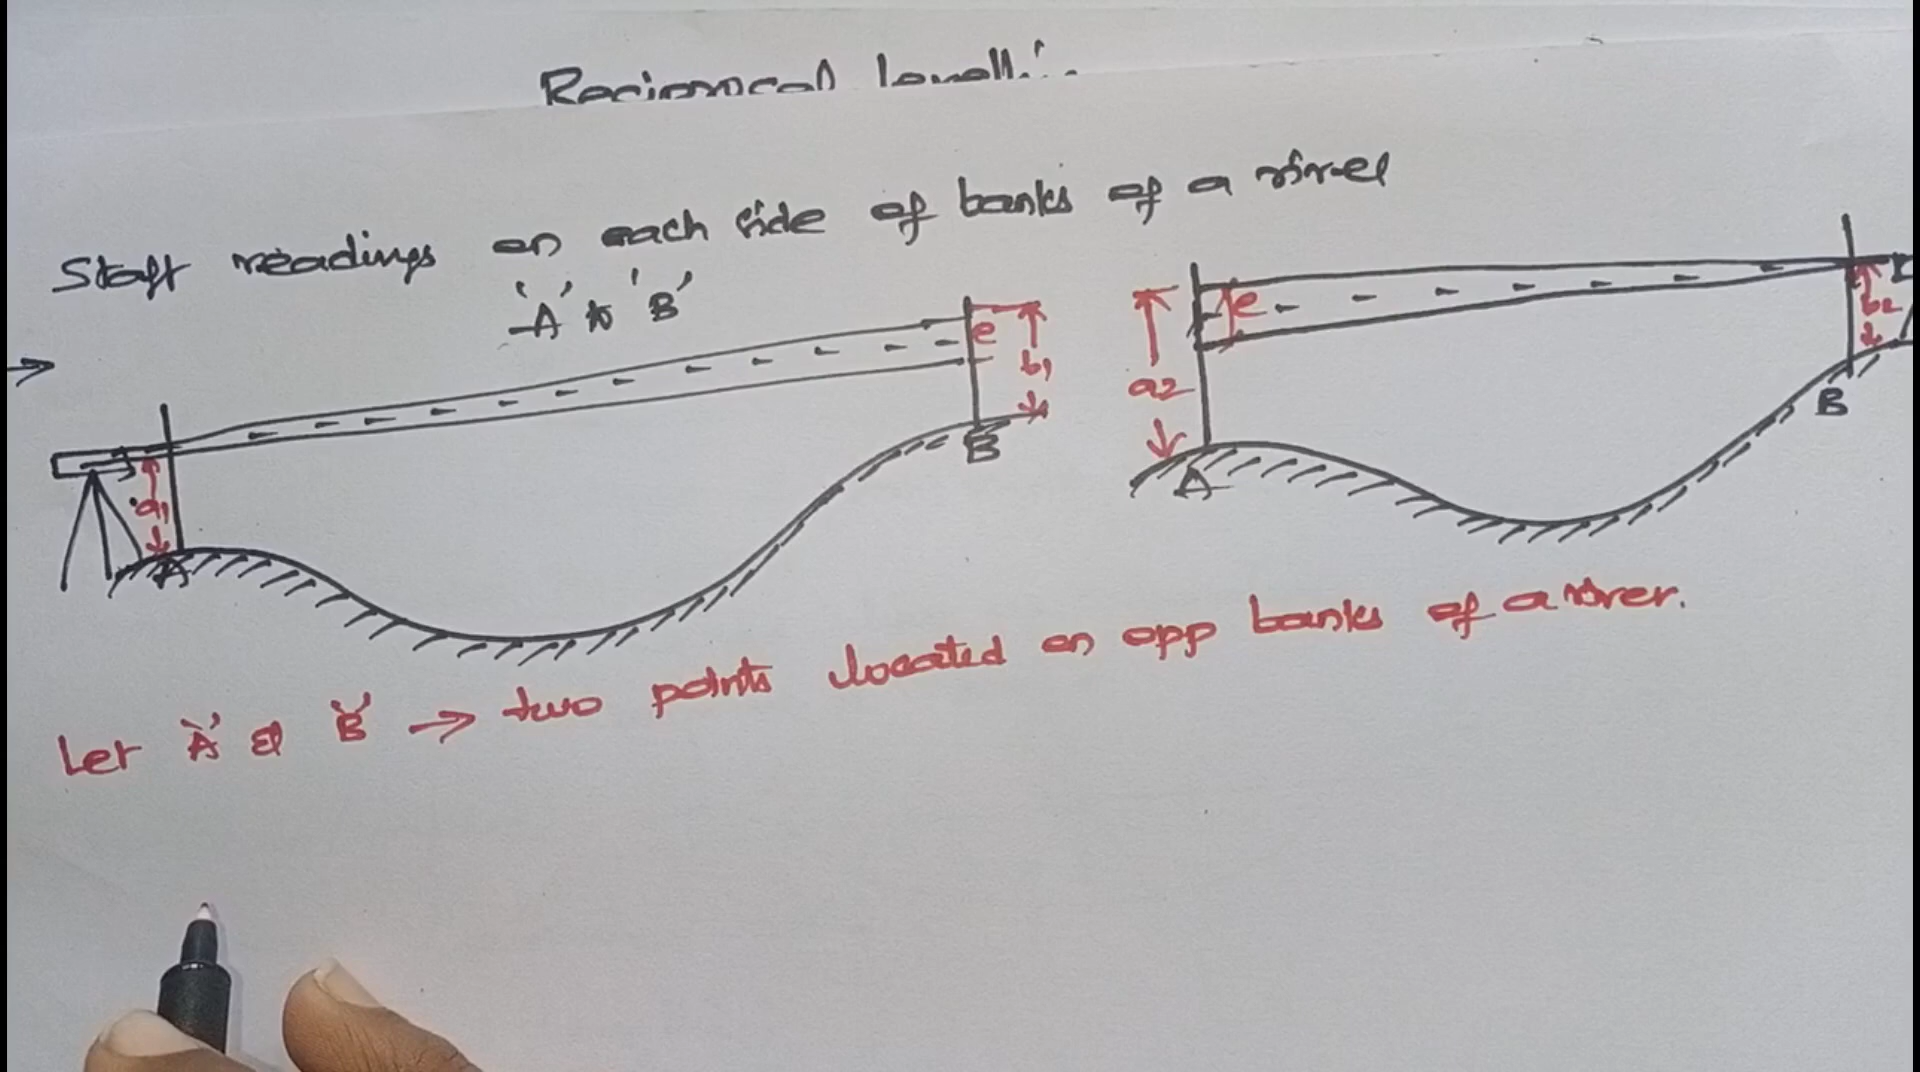 Reciprocal levelling
Staff readings on each side of banks of a river
'A' to 'B'
e
b1
a1
A
B
e
a2
b2
A
B
Let 'A' & 'B' → two points located on opp banks of a river.